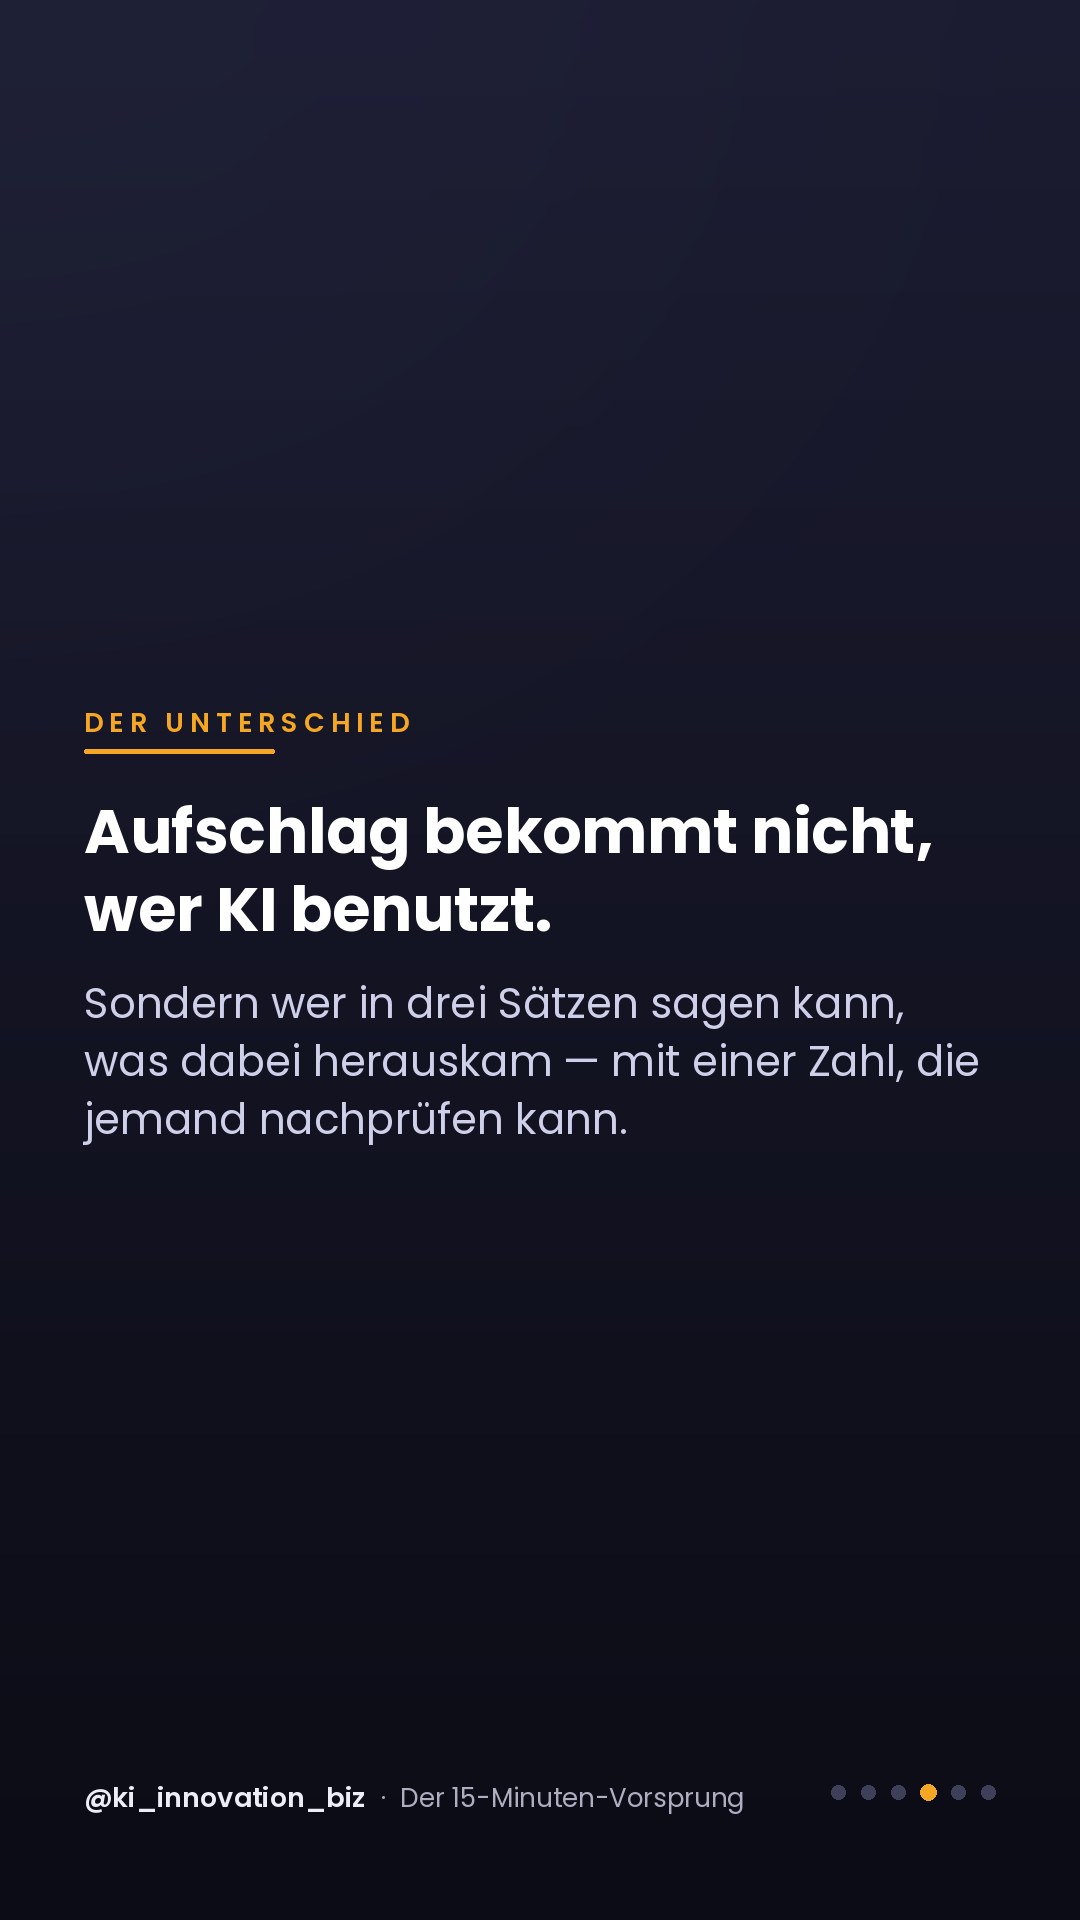 DER UNTERSCHIED
Aufschlag bekommt nicht,
wer KI benutzt.
Sondern wer in drei Sätzen sagen kann,
was dabei herauskam — mit einer Zahl, die
jemand nachprüfen kann.
@ki_innovation_biz · Der 15-Minuten-Vorsprung